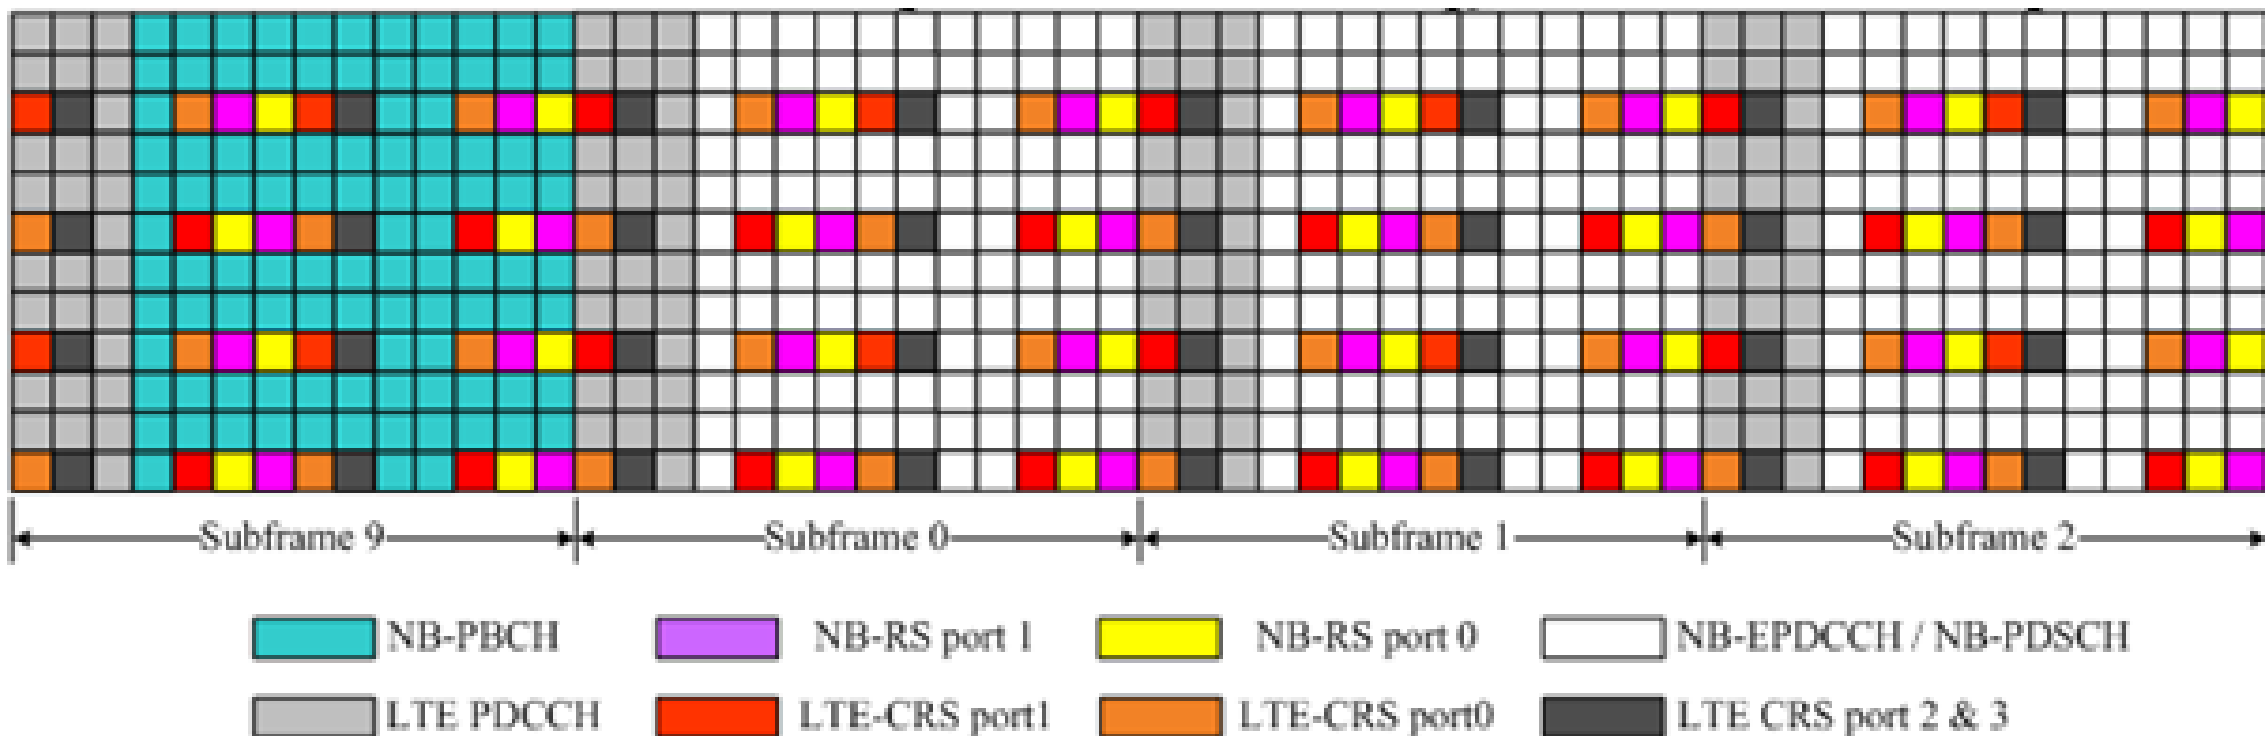 Subframe 9 Subframe 0 Subframe 1 Subframe 2
NB-PBCH NB-RS port 1 NB-RS port 0 NB-EPDCCH / NB-PDSCH
LTE PDCCH LTE-CRS port1 LTE-CRS port0 LTE CRS port 2 & 3